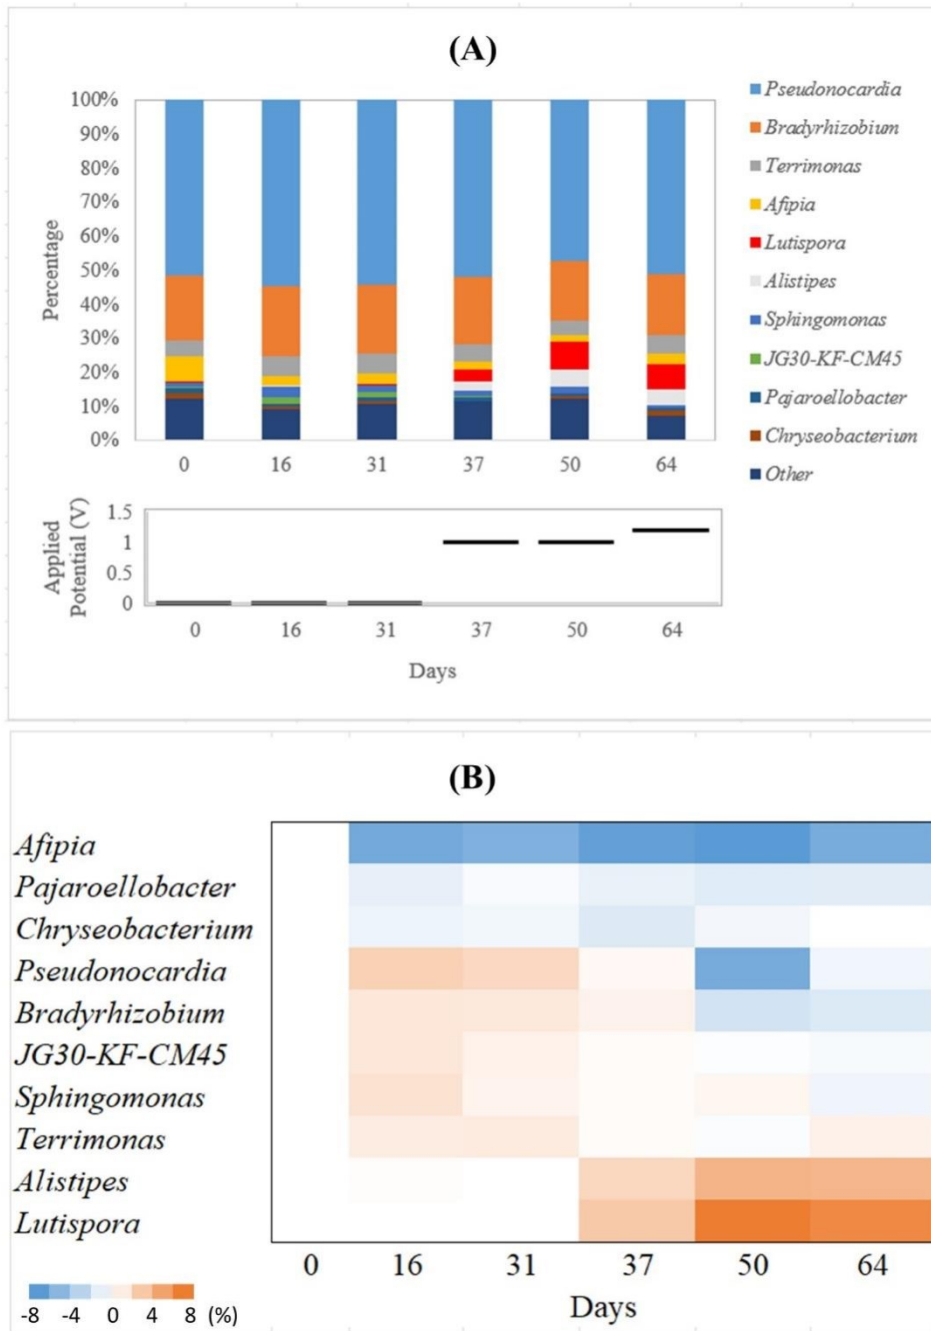 (A)
100%
90%
80%
70%
60%
50%
40%
30%
20%
10%
0%
Percentage
0 16 31 37 50 64
Pseudonocardia
Bradyrhizobium
Terrimonas
Afipia
Lutispora
Alistipes
Sphingomonas
JG30-KF-CM45
Pajaroellobacter
Chryseobacterium
Other
Applied
Potential (V)
1.5
1
0.5
0
0 16 31 37 50 64
Days
(B)
Afipia
Pajaroellobacter
Chryseobacterium
Pseudonocardia
Bradyrhizobium
JG30-KF-CM45
Sphingomonas
Terrimonas
Alistipes
Lutispora
0 16 31 37 50 64
Days
-8 -4 0 4 8 (%)